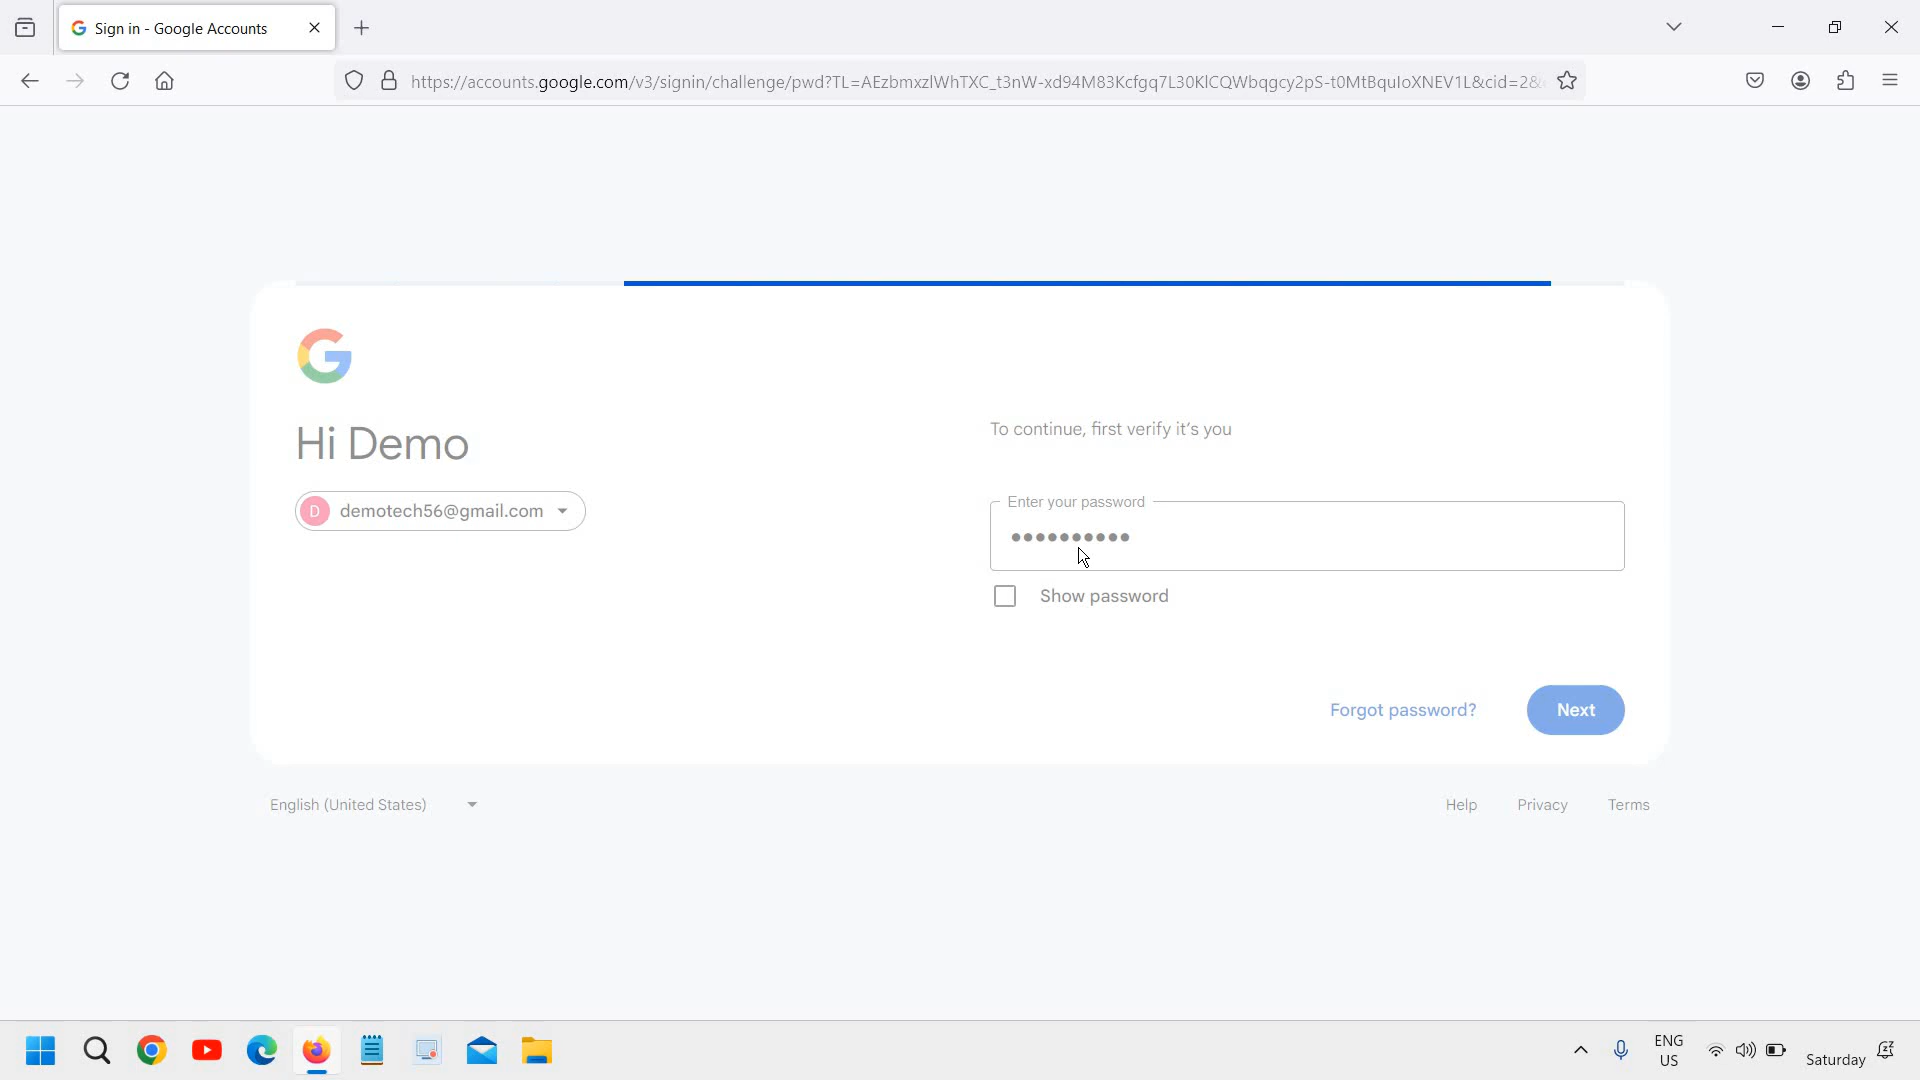 Sign in - Google Accounts
https://accounts.google.com/v3/signin/challenge/pwd?TL=AEzbmxzlWhTXC_t3nW-xd94M83Kcfgq7L30KlCQWbqgcy2pS-t0MtBquloXNEV1L&cid=2&
Hi Demo
D demotech56@gmail.com
To continue, first verify it's you
Enter your password
Show password
Forgot password?
Next
English (United States)
Help Privacy Terms
ENG
US
Saturday